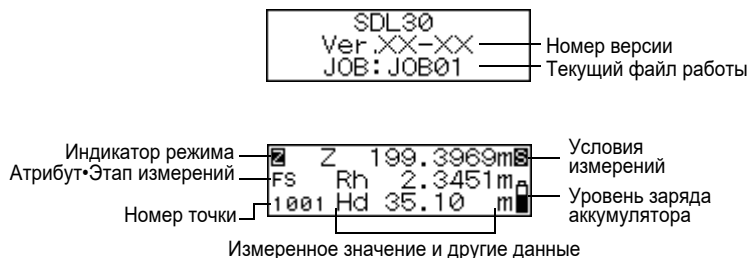 SDL30
Ver.XX-XX
Номер версии
JOB:JOB01
Текущий файл работы
Индикатор режима
Z Z 199.3969m S
Условия измерений
Атрибут•Этап измерений
FS Rh 2.3451m
Номер точки
1001 Hd 35.10 m
Уровень заряда аккумулятора
Измеренное значение и другие данные